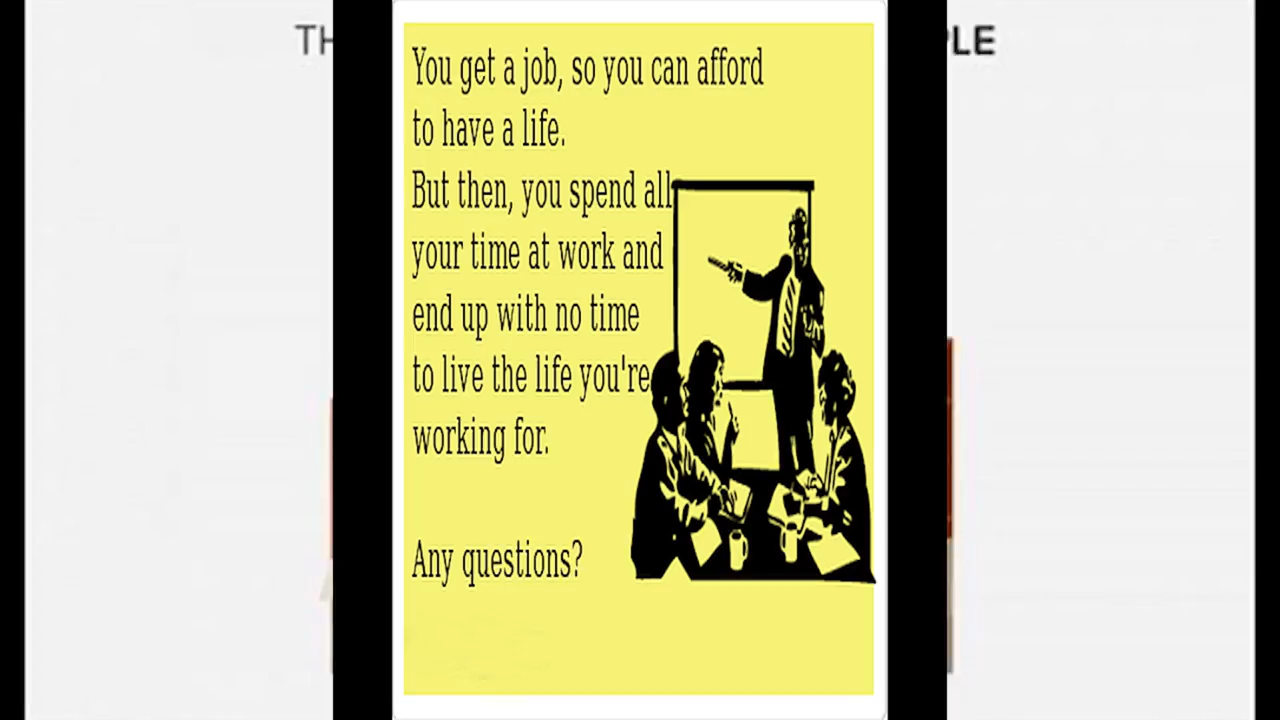 You get a job, so you can afford
to have a life.
But then, you spend all
your time at work and
end up with no time
to live the life you're
working for.
Any questions?